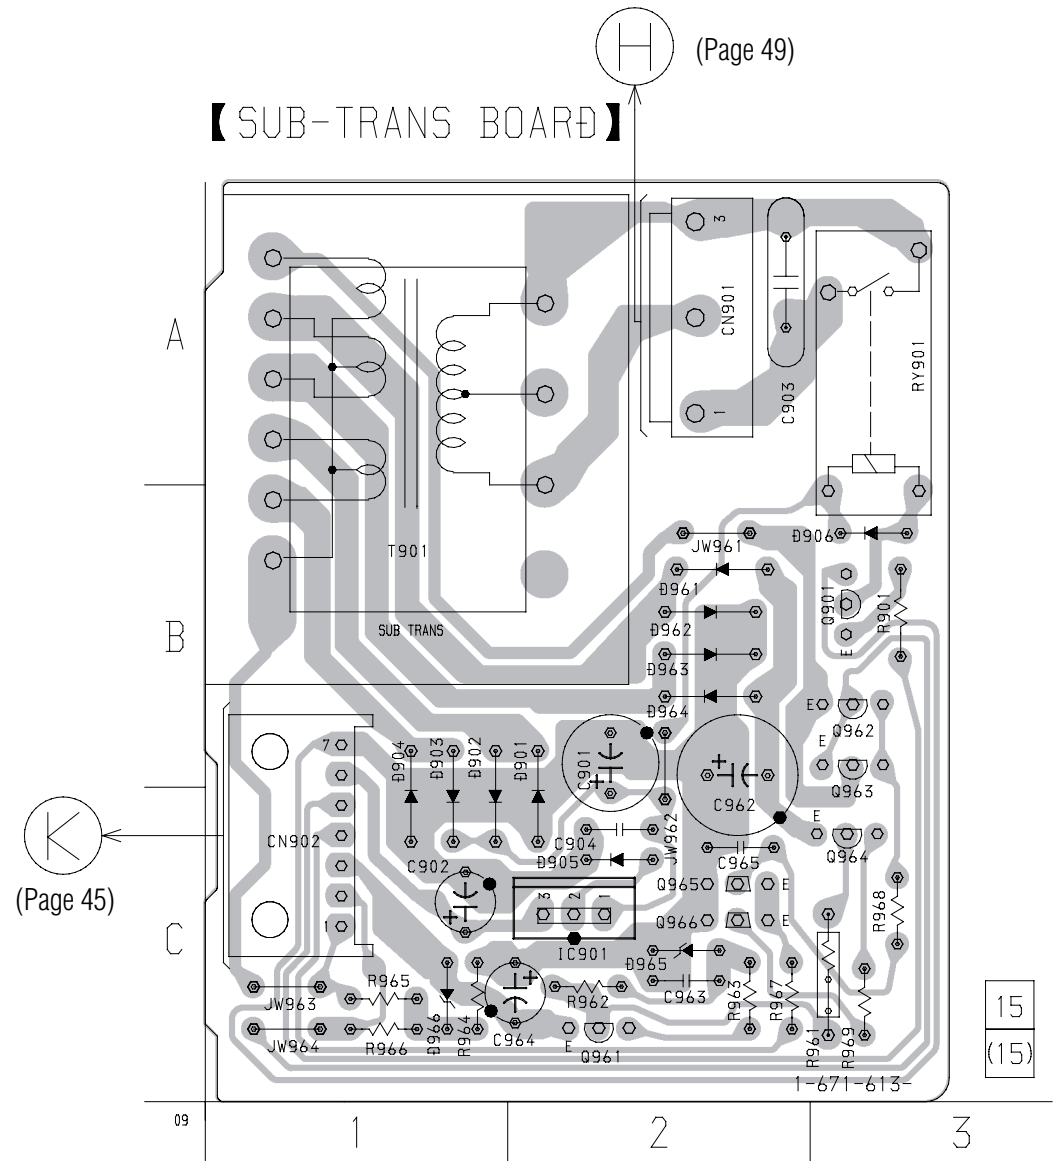 H (Page 49)
【SUB-TRANS BOARD】
A
3
CN901
1
C903
RY901
T901
SUB TRANS
B
JW961
D906
D961
Q901
R901
D962
E
D963
D964
E
Q962
E
Q963
7
D904
D903
D902
D901
C901
+
+
C962
K
(Page 45)
CN902
C904
JW962
E
Q964
D905
C965
C902
Q965
E
+
3
2
1
Q966
E
R968
C
1
IC901
D965
JW963
R965
+
R962
C963
R963
R967
15
JW964
R966
D966
R964
C964
E
Q961
R961
R969
(15)
1-671-613-
09
1
2
3